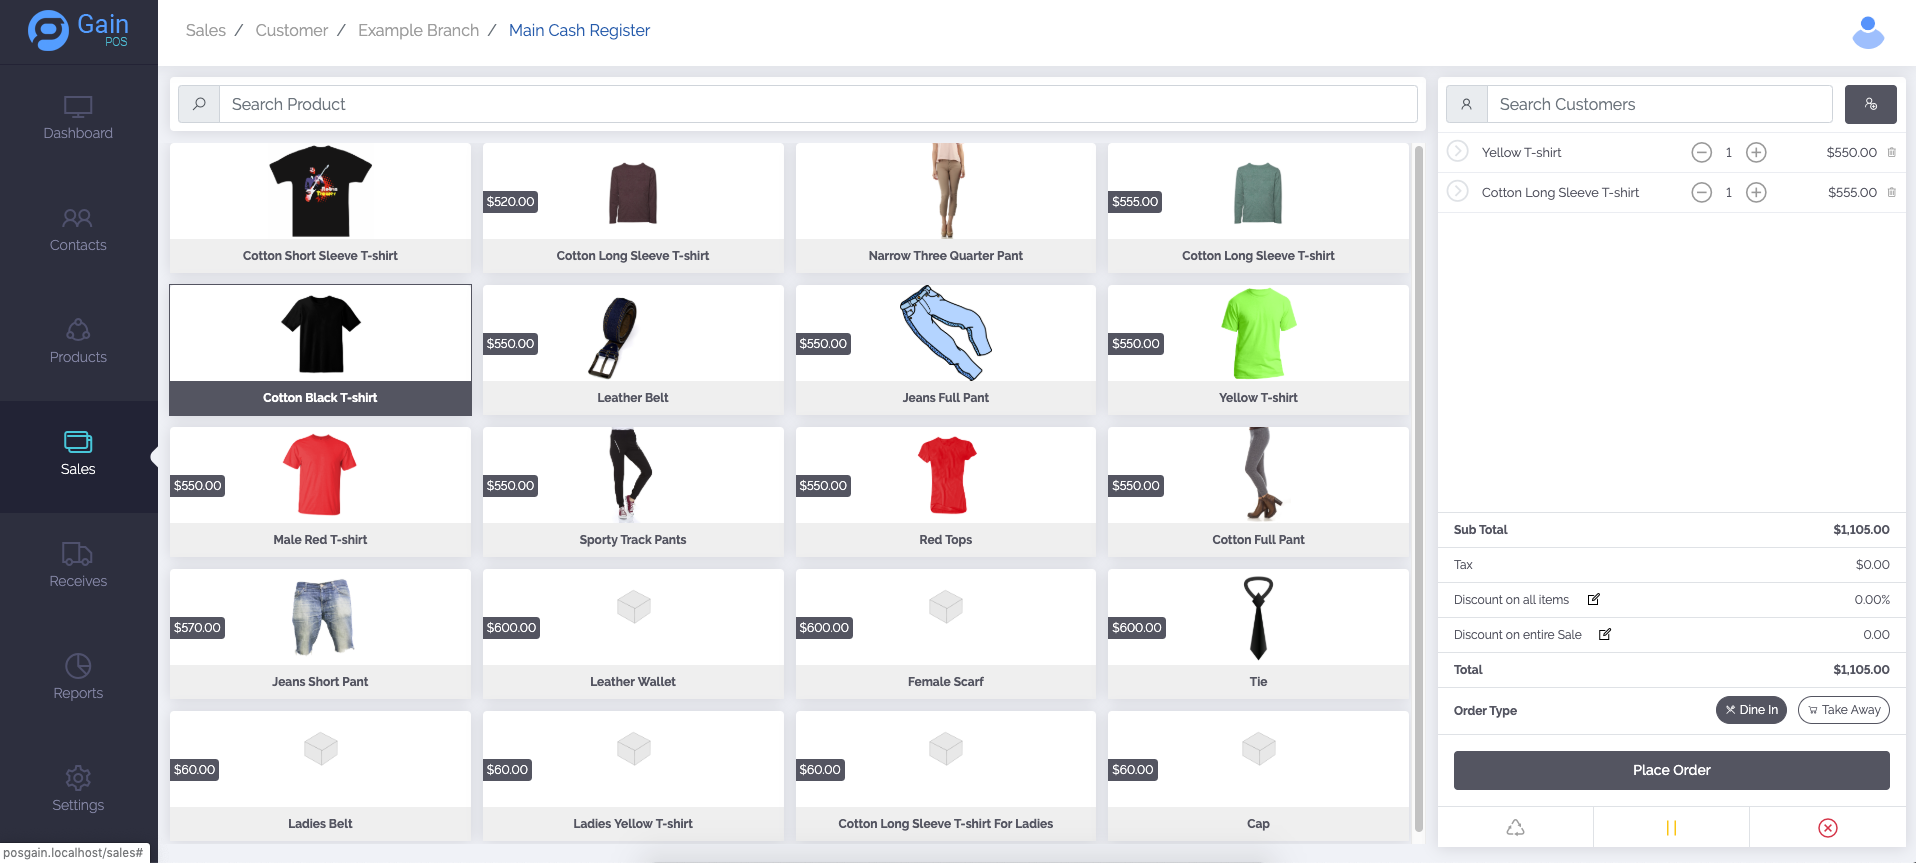 Gain
POS
Sales / Customer / Example Branch / Main Cash Register
Dashboard
Contacts
Products
Sales
Receives
Reports
Settings
posgain.localhost/sales#
Search Product
Cotton Short Sleeve T-shirt
$520.00
Cotton Long Sleeve T-shirt
Narrow Three Quarter Pant
$555.00
Cotton Long Sleeve T-shirt
Cotton Black T-shirt
$550.00
Leather Belt
$550.00
Jeans Full Pant
$550.00
Yellow T-shirt
$550.00
Male Red T-shirt
$550.00
Sporty Track Pants
$550.00
Red Tops
$550.00
Cotton Full Pant
$570.00
Jeans Short Pant
$600.00
Leather Wallet
$600.00
Female Scarf
$600.00
Tie
$60.00
Ladies Belt
$60.00
Ladies Yellow T-shirt
$60.00
Cotton Long Sleeve T-shirt For Ladies
$60.00
Cap
Search Customers
Yellow T-shirt 1 $550.00
Cotton Long Sleeve T-shirt 1 $555.00
Sub Total $1,105.00
Tax $0.00
Discount on all items 0.00%
Discount on entire Sale 0.00
Total $1,105.00
Order Type Dine In Take Away
Place Order